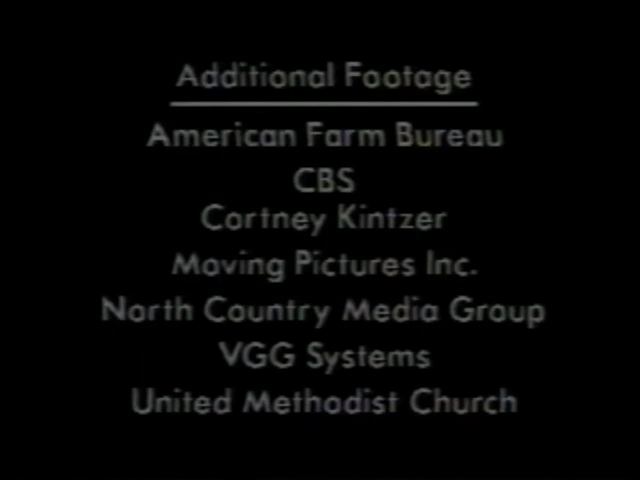 Additional Footage
American Farm Bureau
CBS
Cortney Kintzer
Moving Pictures Inc.
North Country Media Group
VGG Systems
United Methodist Church